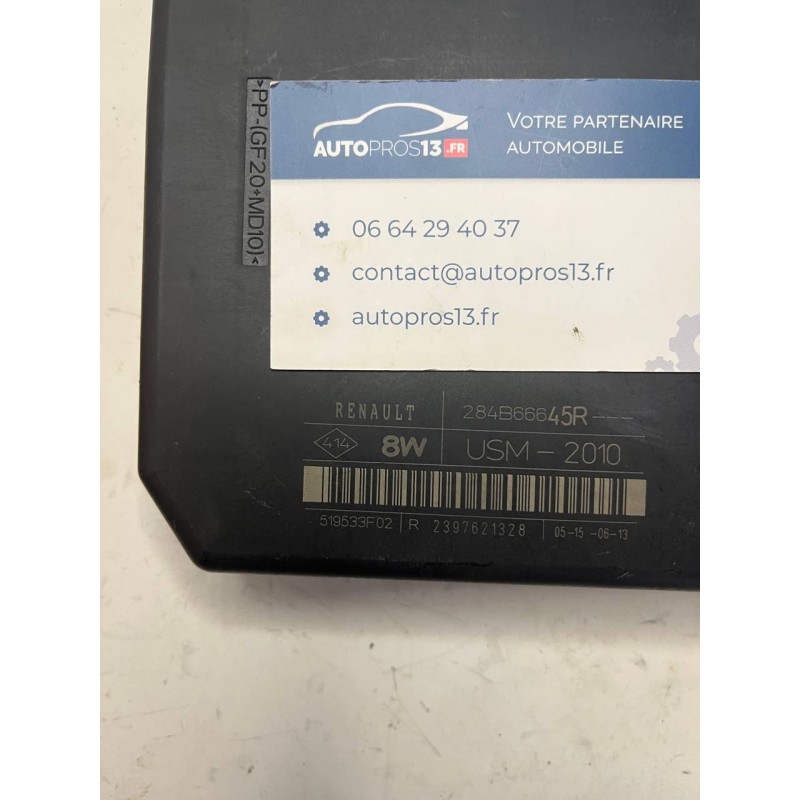 >PP-(GF20+MD10)<
AUTOPROS13.FR
VOTRE PARTENAIRE
AUTOMOBILE
06 64 29 40 37
contact@autopros13.fr
autopros13.fr
RENAULT 284B66645R---
414 8W USM-2010
519533F02 R 2397621328 05-15-06-13